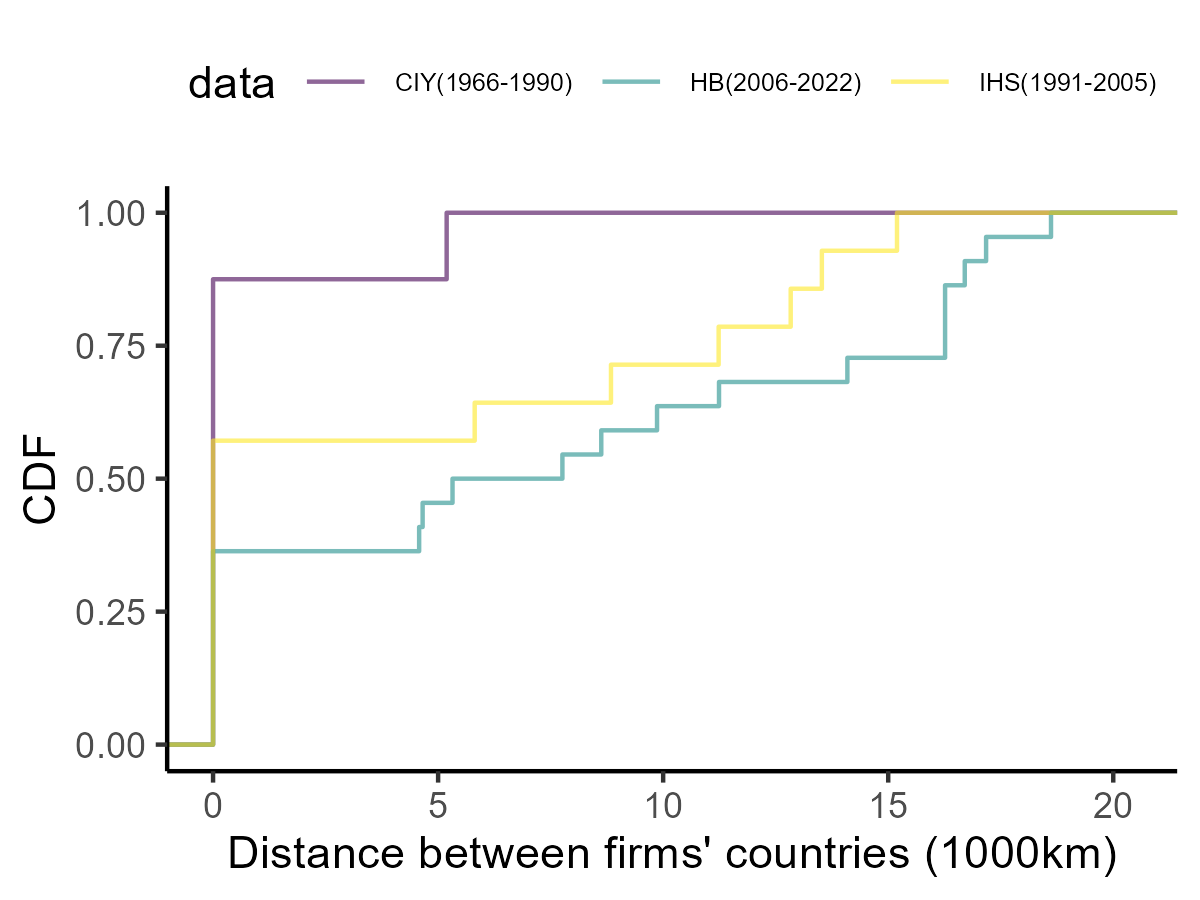 data CIY(1966-1990) HB(2006-2022) IHS(1991-2005)
1.00
0.75
0.50
0.25
0.00
CDF
0 5 10 15 20
Distance between firms' countries (1000km)